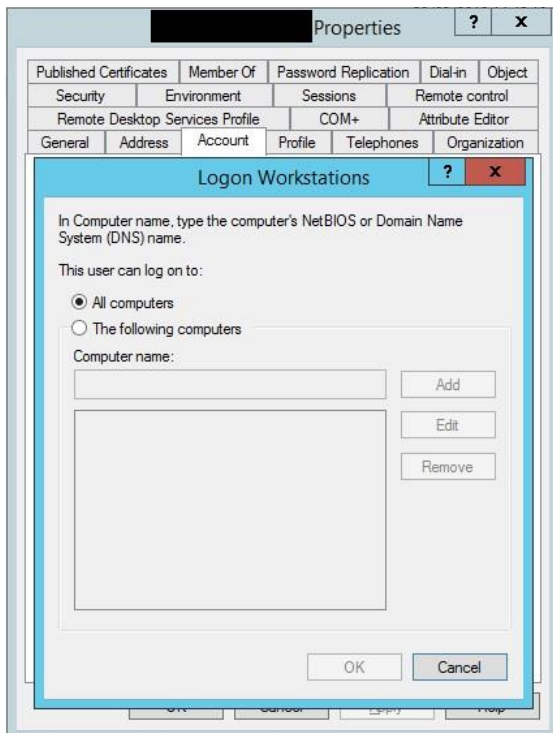 Properties
? x
Published Certificates Member Of Password Replication Dial-in Object
Security Environment Sessions Remote control
Remote Desktop Services Profile COM+ Attribute Editor
General Address Account Profile Telephones Organization
Logon Workstations
? x
In Computer name, type the computer's NetBIOS or Domain Name
System (DNS) name.
This user can log on to:
All computers
The following computers
Computer name:
Add
Edit
Remove
OK Cancel